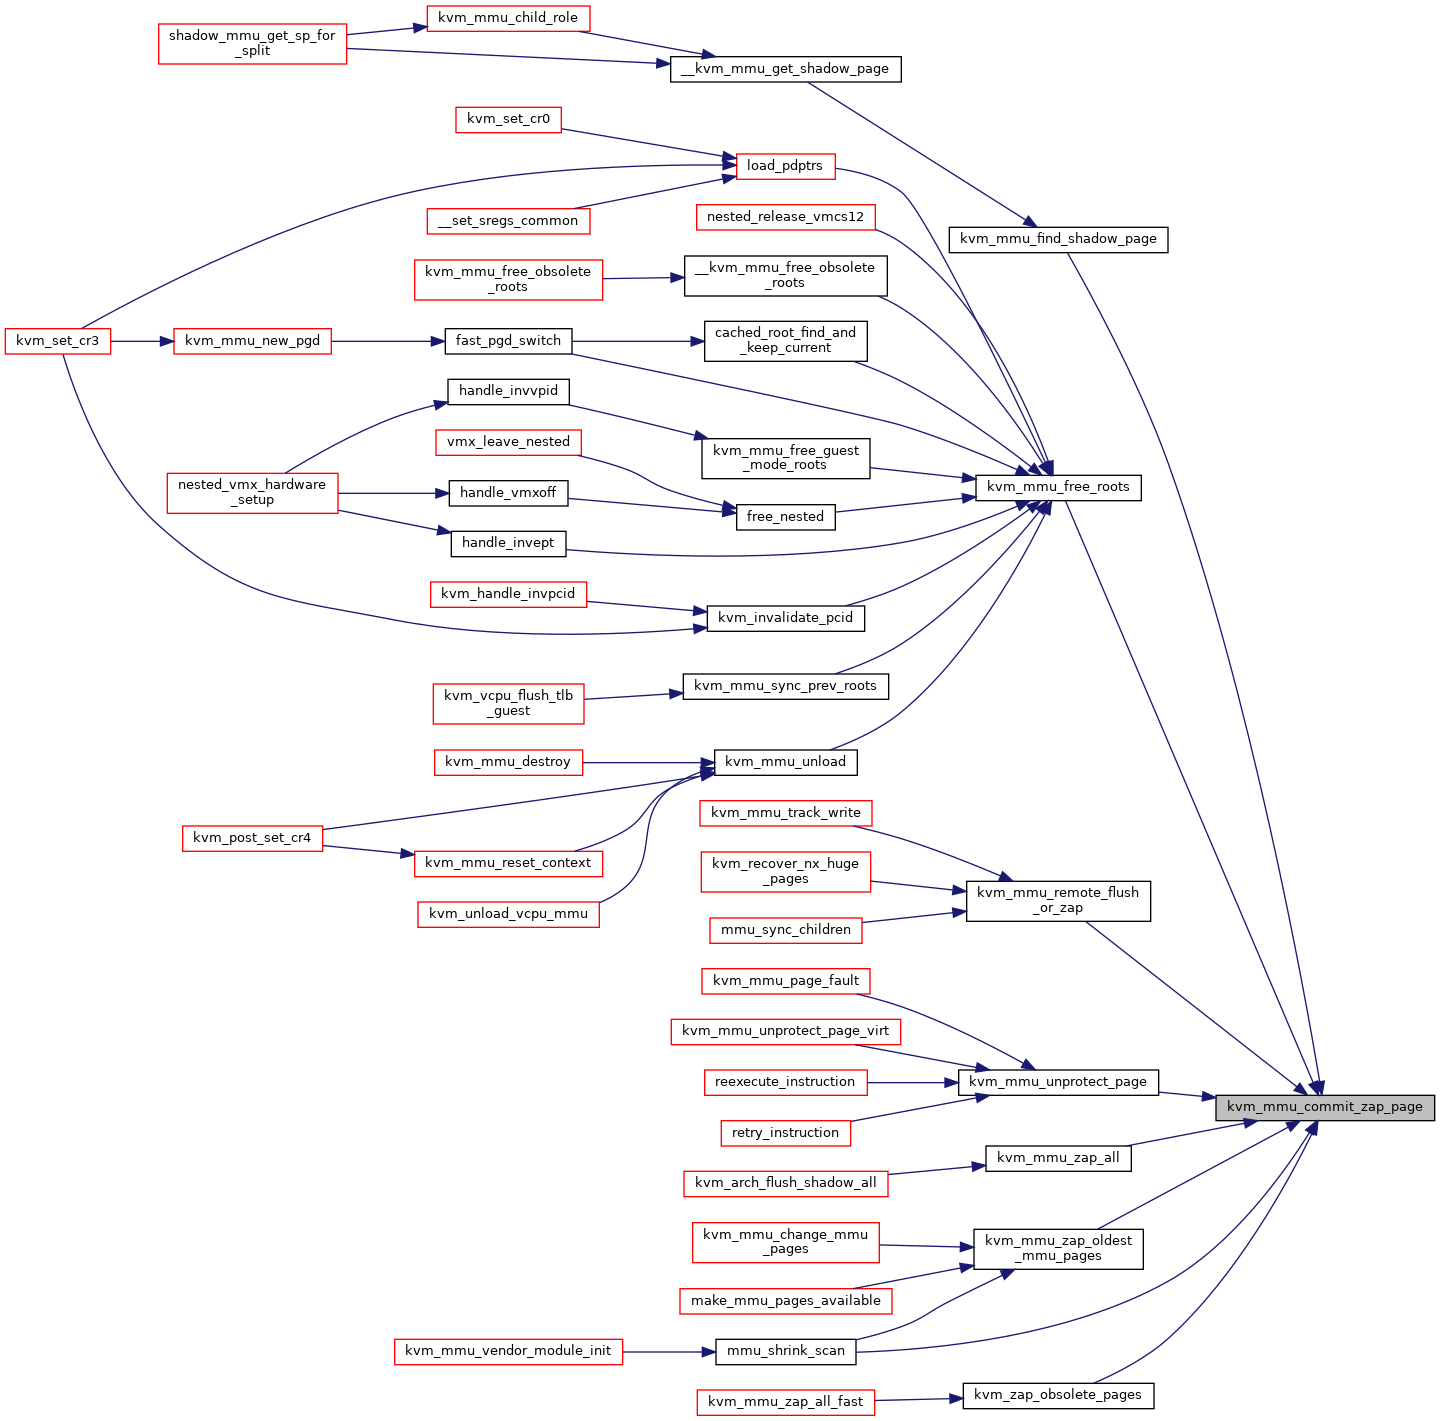 kvm_mmu_child_role
shadow_mmu_get_sp_for
_split
__kvm_mmu_get_shadow_page
kvm_set_cr0
load_pdptrs
__set_sregs_common
nested_release_vmcs12
kvm_mmu_find_shadow_page
kvm_mmu_free_obsolete
_roots
__kvm_mmu_free_obsolete
_roots
kvm_set_cr3
kvm_mmu_new_pgd
fast_pgd_switch
cached_root_find_and
_keep_current
handle_invvpid
vmx_leave_nested
kvm_mmu_free_guest
_mode_roots
nested_vmx_hardware
_setup
handle_vmxoff
kvm_mmu_free_roots
free_nested
handle_invept
kvm_handle_invpcid
kvm_invalidate_pcid
kvm_mmu_sync_prev_roots
kvm_vcpu_flush_tlb
_guest
kvm_mmu_destroy
kvm_mmu_unload
kvm_mmu_track_write
kvm_post_set_cr4
kvm_mmu_reset_context
kvm_recover_nx_huge
_pages
kvm_mmu_remote_flush
_or_zap
kvm_unload_vcpu_mmu
mmu_sync_children
kvm_mmu_page_fault
kvm_mmu_unprotect_page_virt
reexecute_instruction
kvm_mmu_unprotect_page
kvm_mmu_commit_zap_page
retry_instruction
kvm_mmu_zap_all
kvm_arch_flush_shadow_all
kvm_mmu_change_mmu
_pages
kvm_mmu_zap_oldest
_mmu_pages
make_mmu_pages_available
kvm_mmu_vendor_module_init
mmu_shrink_scan
kvm_mmu_zap_all_fast
kvm_zap_obsolete_pages